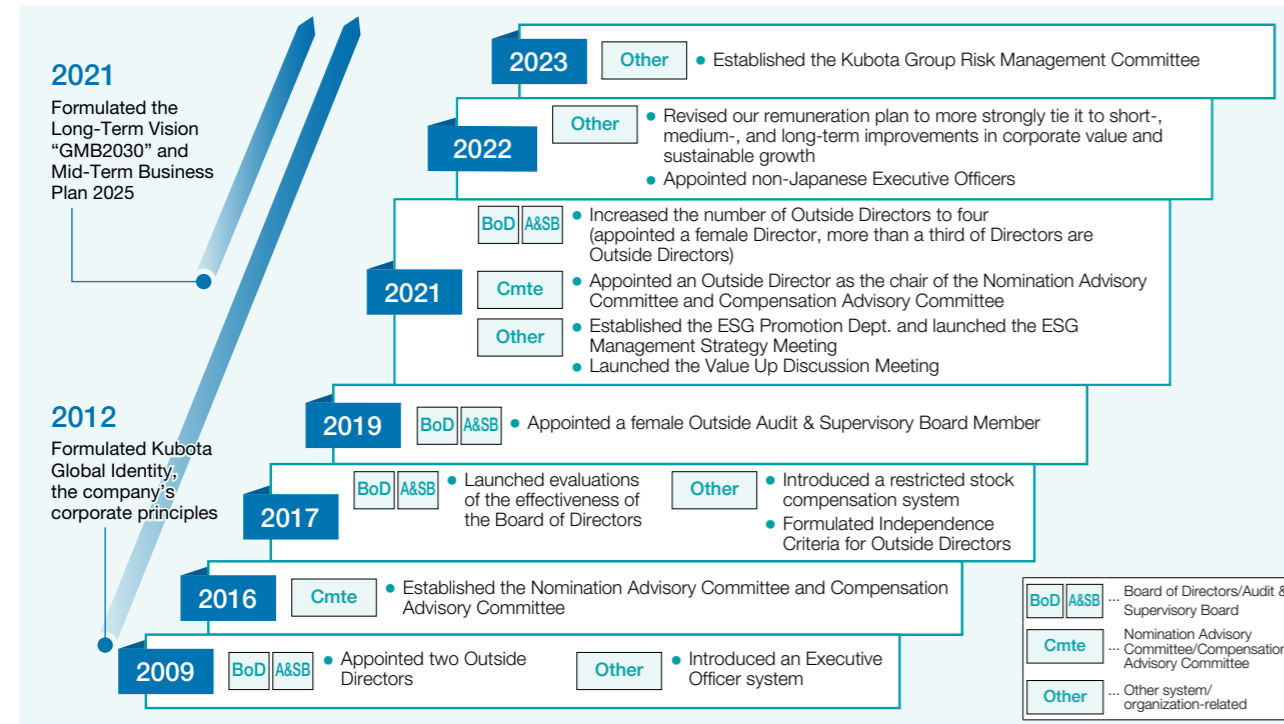 2021
Formulated the
Long-Term Vision
“GMB2030” and
Mid-Term Business
Plan 2025
2012
Formulated Kubota
Global Identity,
the company’s
corporate principles
2023
Other
• Established the Kubota Group Risk Management Committee
2022
Other
• Revised our remuneration plan to more strongly tie it to short-,
medium-, and long-term improvements in corporate value and
sustainable growth
• Appointed non-Japanese Executive Officers
2021
BoD A&SB
• Increased the number of Outside Directors to four
(appointed a female Director, more than a third of Directors are
Outside Directors)
Cmte
• Appointed an Outside Director as the chair of the Nomination Advisory
Committee and Compensation Advisory Committee
Other
• Established the ESG Promotion Dept. and launched the ESG
Management Strategy Meeting
• Launched the Value Up Discussion Meeting
2019
BoD A&SB
• Appointed a female Outside Audit & Supervisory Board Member
2017
BoD A&SB
• Launched evaluations
of the effectiveness of
the Board of Directors
Other
• Introduced a restricted stock
compensation system
• Formulated Independence
Criteria for Outside Directors
2016
Cmte
• Established the Nomination Advisory Committee and Compensation
Advisory Committee
2009
BoD A&SB
• Appointed two Outside
Directors
Other
• Introduced an Executive
Officer system
BoD A&SB ... Board of Directors/Audit &
Supervisory Board
Cmte ... Nomination Advisory
Committee/Compensation
Advisory Committee
Other ... Other system/
organization-related